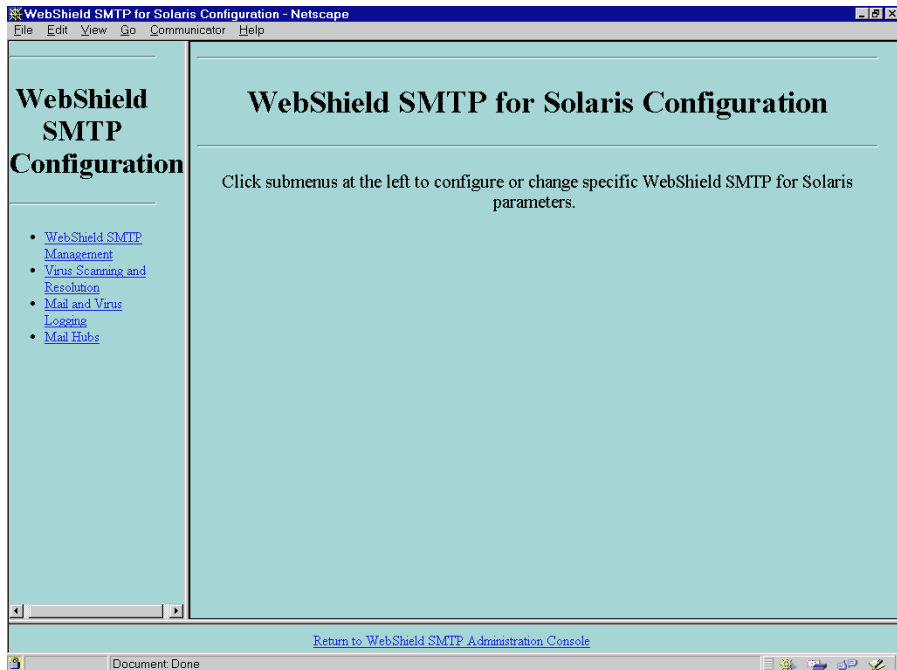 WebShield SMTP for Solaris Configuration - Netscape
File Edit View Go Communicator Help
WebShield
SMTP
Configuration
WebShield SMTP
Management
Virus Scanning and
Resolution
Mail and Virus
Logging
Mail Hubs
WebShield SMTP for Solaris Configuration
Click submenus at the left to configure or change specific WebShield SMTP for Solaris
parameters.
Return to WebShield SMTP Administration Console
Document: Done